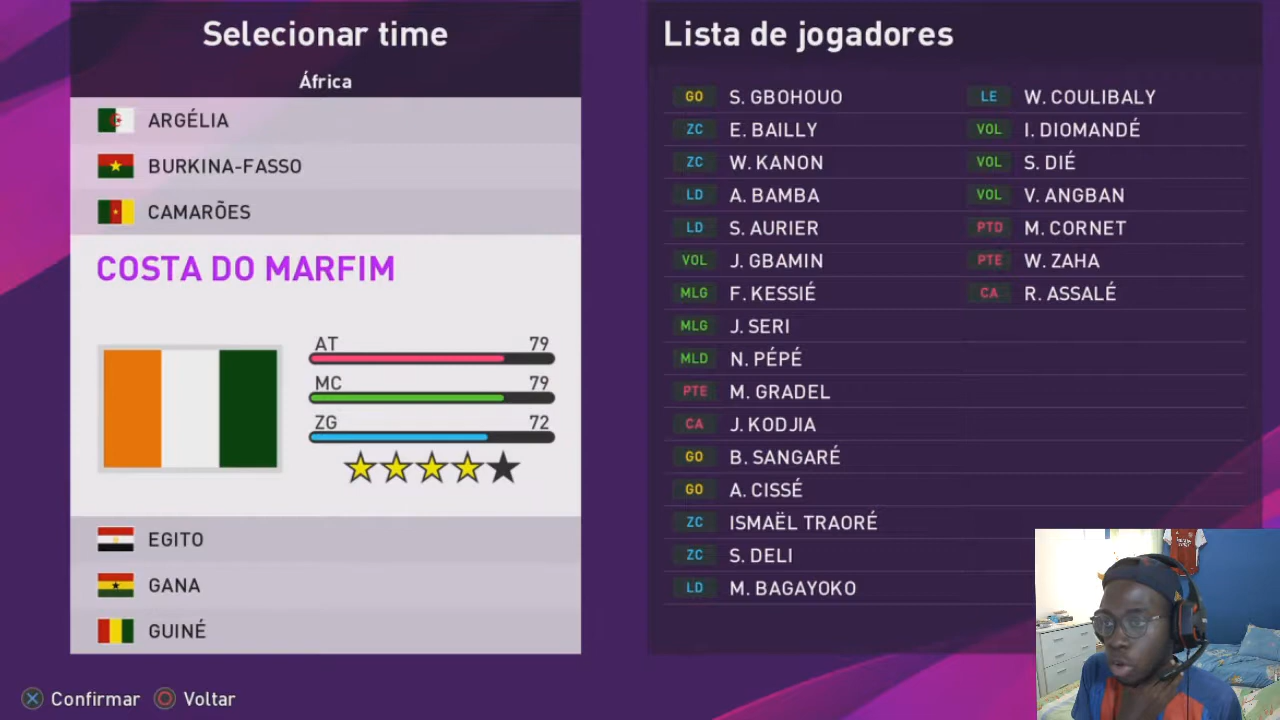 Selecionar time
África
ARGÉLIA
BURKINA-FASSO
CAMARÕES
COSTA DO MARFIM
AT 79
MC 79
ZG 72
EGITO
GANA
GUINÉ
Confirmar Voltar
Lista de jogadores
GO S. GBOHOUO
ZC E. BAILLY
ZC W. KANON
LD A. BAMBA
LD S. AURIER
VOL J. GBAMIN
MLG F. KESSIÉ
MLG J. SERI
MLD N. PÉPÉ
PTE M. GRADEL
CA J. KODJIA
GO B. SANGARÉ
GO A. CISSÉ
ZC ISMAËL TRAORÉ
ZC S. DELI
LD M. BAGAYOKO
LE W. COULIBALY
VOL I. DIOMANDÉ
VOL S. DIÉ
VOL V. ANGBAN
PTD M. CORNET
PTE W. ZAHA
CA R. ASSALÉ